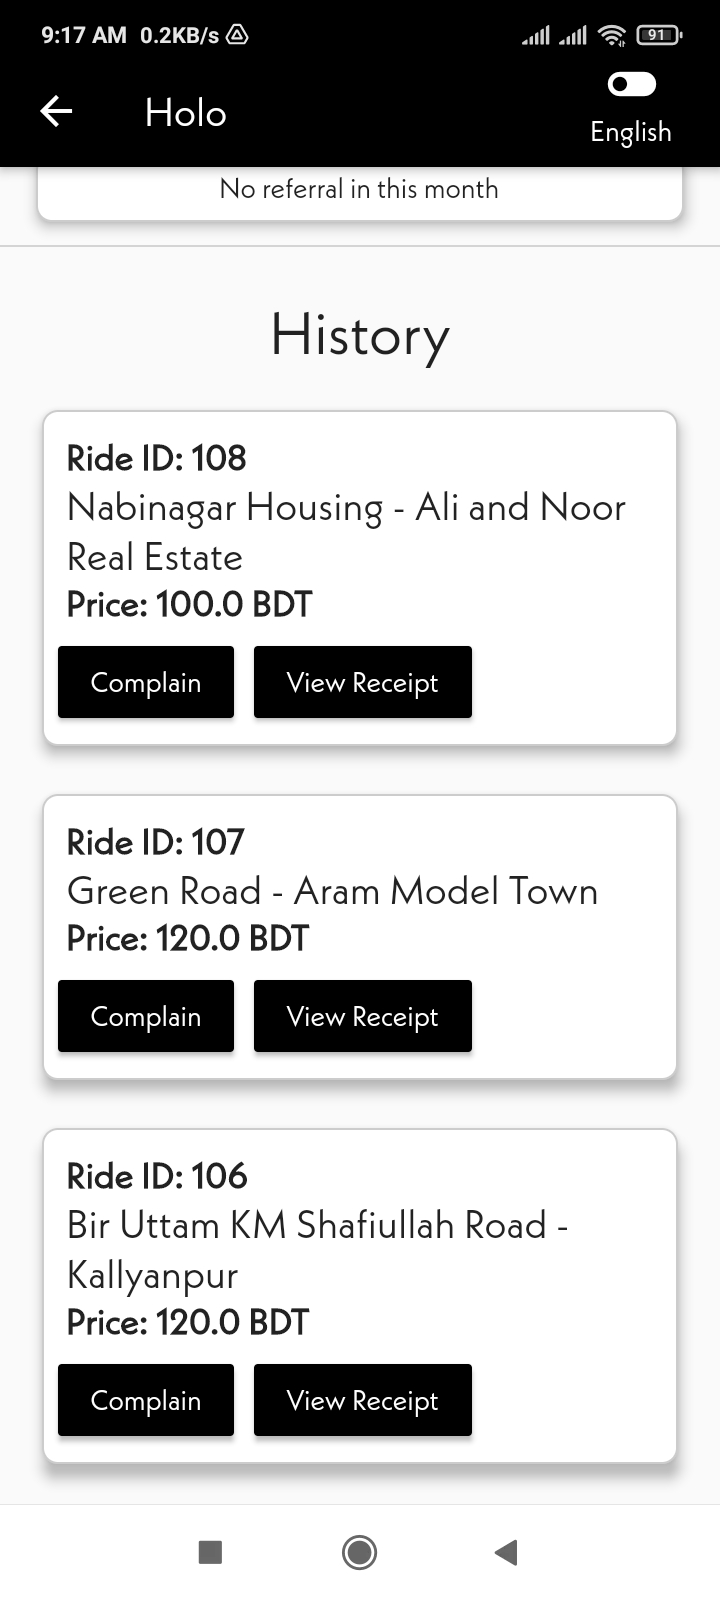 9:17 AM 0.2KB/s
91
Holo
English
No referral in this month
History
Ride ID: 108
Nabinagar Housing - Ali and Noor
Real Estate
Price: 100.0 BDT
Complain
View Receipt
Ride ID: 107
Green Road - Aram Model Town
Price: 120.0 BDT
Complain
View Receipt
Ride ID: 106
Bir Uttam KM Shafiullah Road -
Kallyanpur
Price: 120.0 BDT
Complain
View Receipt